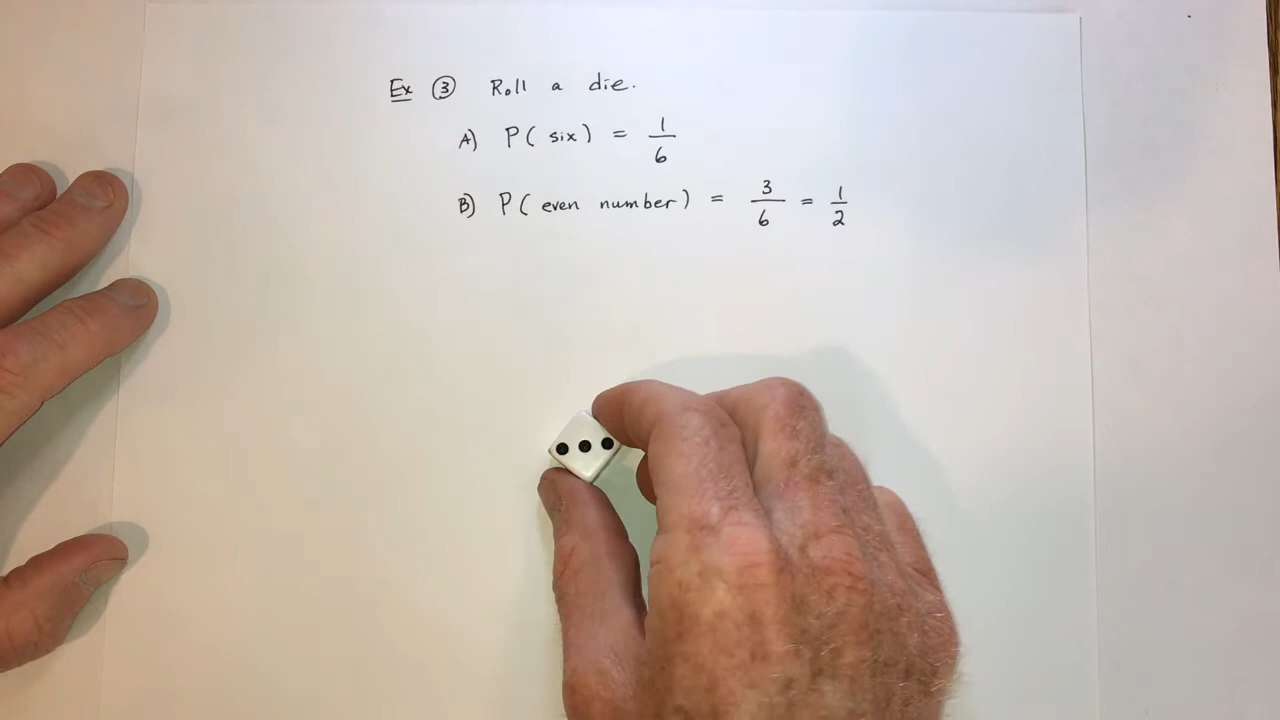 Ex ③ Roll a die.
A) P( six ) = 1/6
B) P( even number ) = 3/6 = 1/2